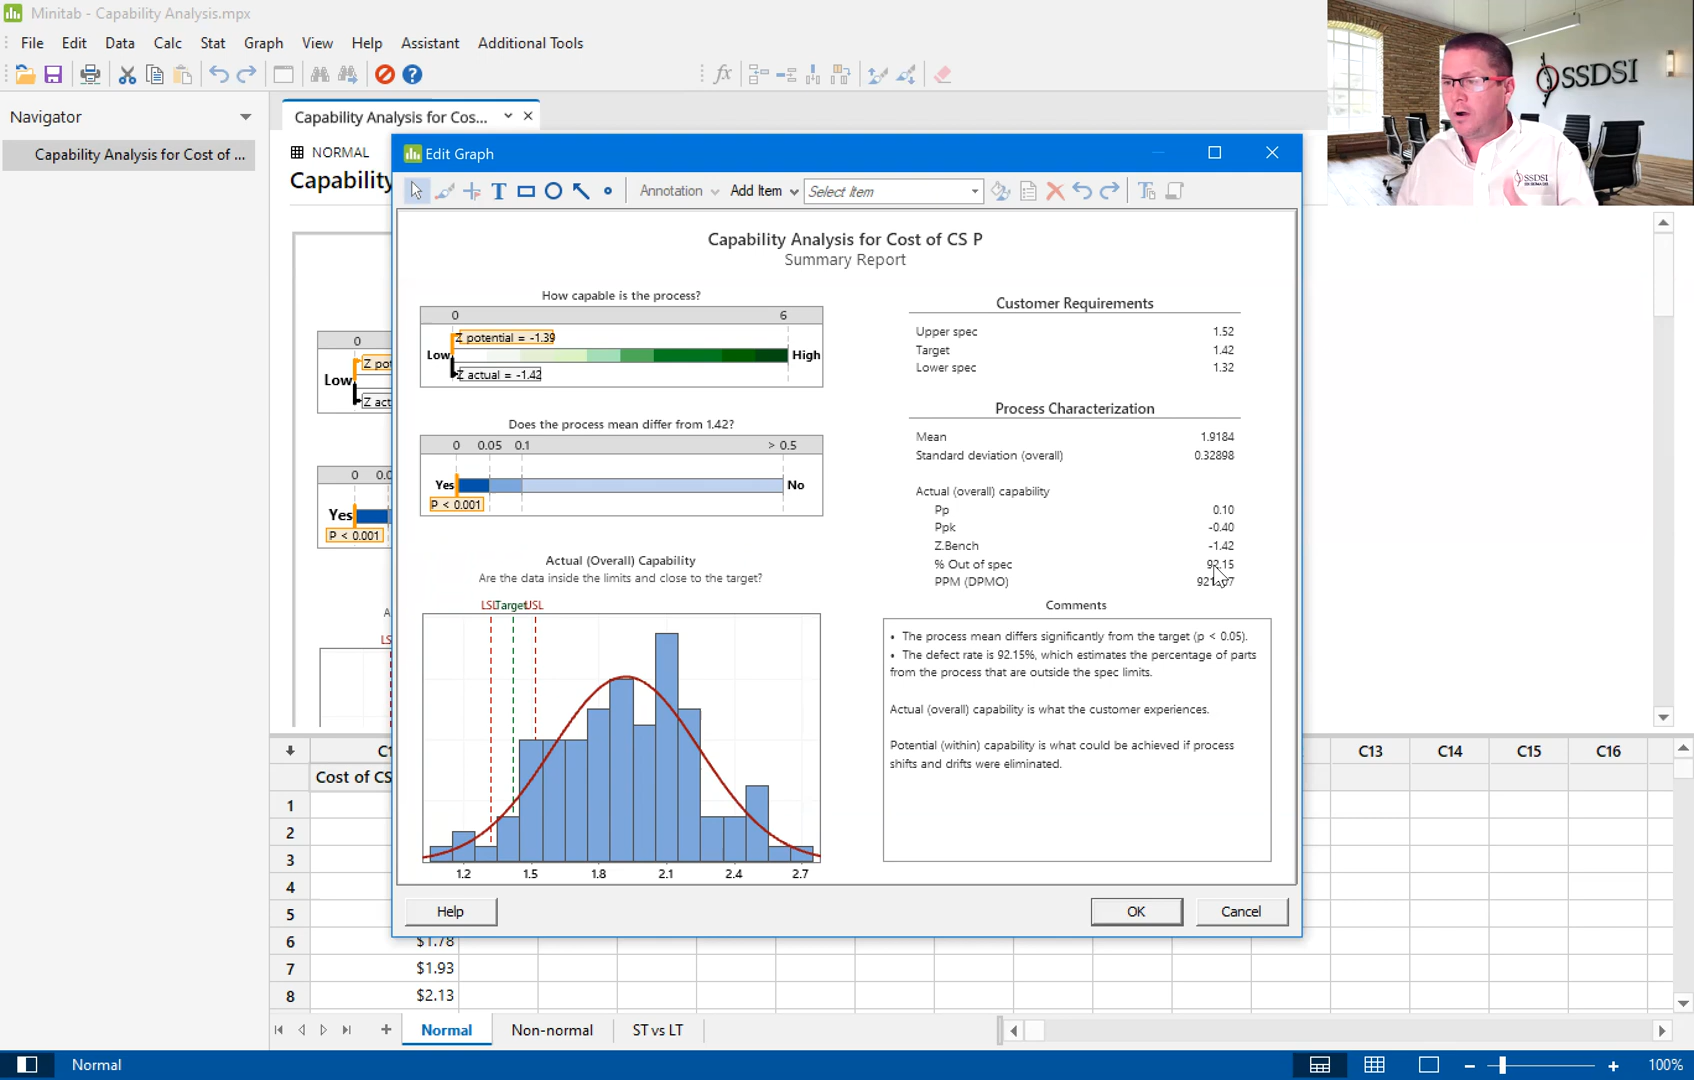 Minitab - Capability Analysis.mpx
File Edit Data Calc Stat Graph View Help Assistant Additional Tools
SSDSI
SSDSI
Navigator
Capability Analysis for Cost of ...
Capability Analysis for Cos...
NORMAL
Capability
Edit Graph
Annotation
Add Item
Select Item
Capability Analysis for Cost of CS P
Summary Report
How capable is the process?
0 6
Z potential = -1.39
Low High
Z actual = -1.42
Does the process mean differ from 1.42?
0 0.05 0.1 > 0.5
Yes No
P < 0.001
Actual (Overall) Capability
Are the data inside the limits and close to the target?
LSL Target USL
1.2 1.5 1.8 2.1 2.4 2.7
Customer Requirements
Upper spec 1.52
Target 1.42
Lower spec 1.32
Process Characterization
Mean 1.9184
Standard deviation (overall) 0.32898
Actual (overall) capability
Pp 0.10
Ppk -0.40
Z.Bench -1.42
% Out of spec 92.15
PPM (DPMO)
Comments
• The process mean differs significantly from the target (p < 0.05).
• The defect rate is 92.15%, which estimates the percentage of parts
from the process that are outside the spec limits.
Actual (overall) capability is what the customer experiences.
Potential (within) capability is what could be achieved if process
shifts and drifts were eliminated.
Help OK Cancel
0
Z pot
Low
Z act
0 0.0
Yes
P < 0.001
A
LS
C1 C13 C14 C15 C16
Cost of CS
1
2
3
4
5
6 $1.78
7 $1.93
8 $2.13
Normal Non-normal ST vs LT
Normal
100%